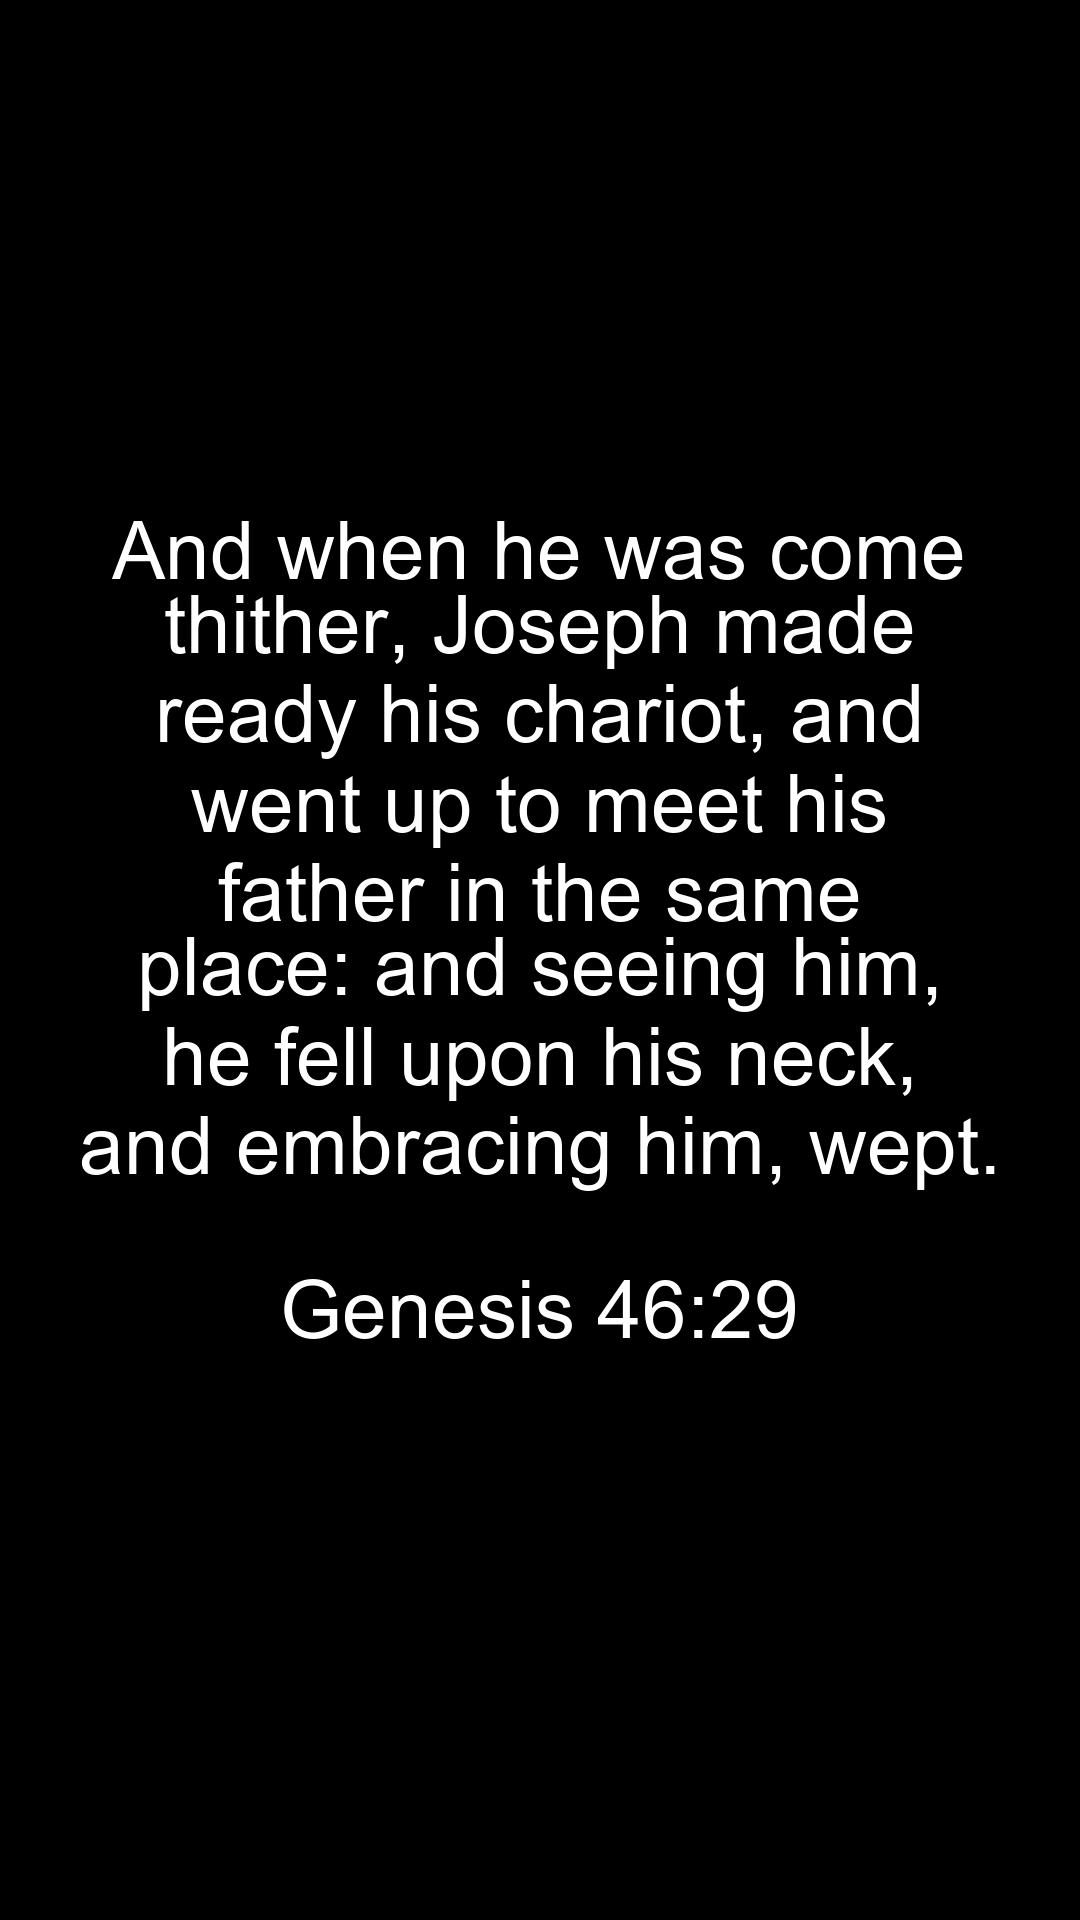 And when he was come
thither, Joseph made
ready his chariot, and
went up to meet his
father in the same
place: and seeing him,
he fell upon his neck,
and embracing him, wept.
Genesis 46:29